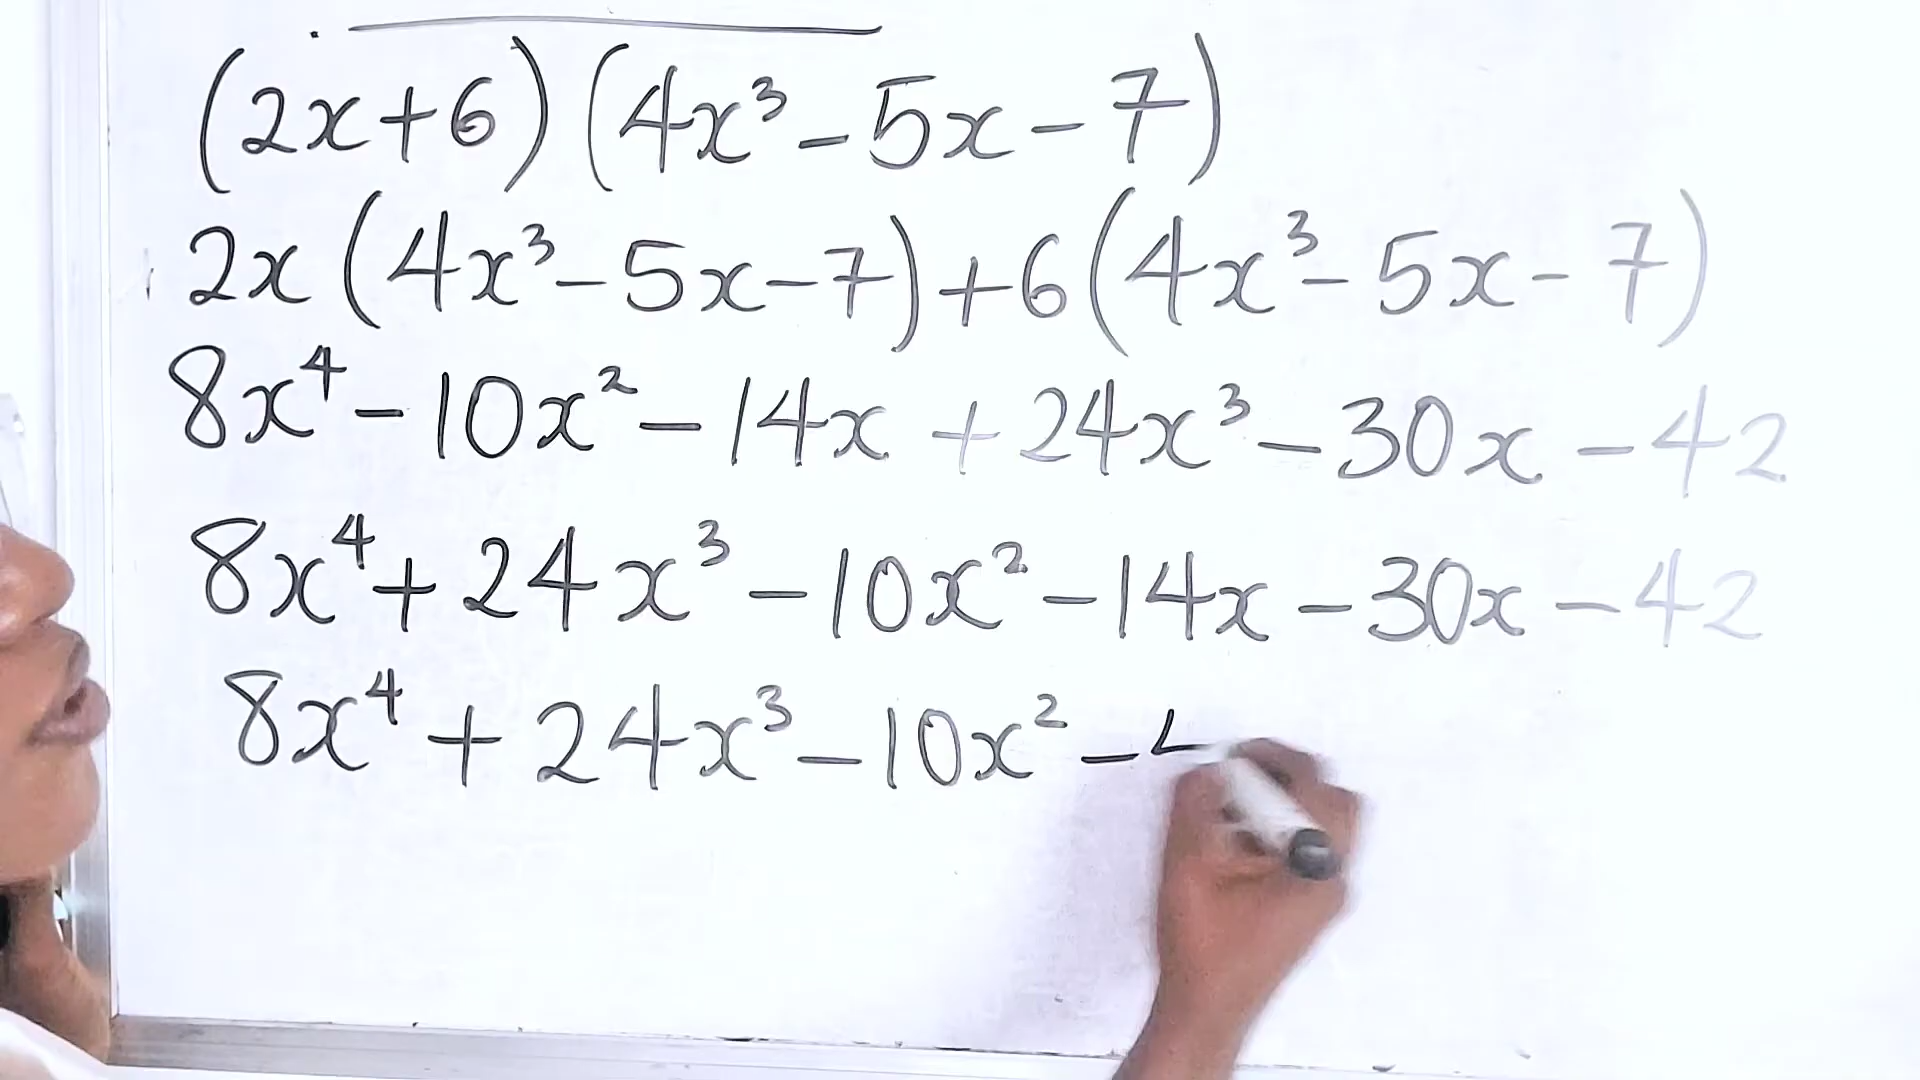 (2x+6)(4x³-5x-7)
2x(4x³-5x-7)+6(4x³-5x-7)
8x⁴-10x²-14x+24x³-30x-42
8x⁴+24x³-10x²-14x-30x-42
8x⁴+24x³-10x²-4